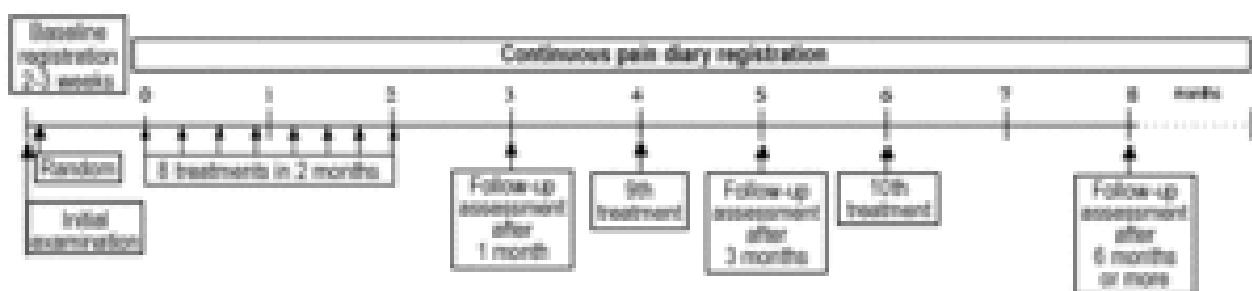 Baseline
registration
2-3 weeks
Continuous pain diary registration
0 1 2 3 4 5 6 7 8 months
Random
8 treatments in 2 months
Initial
examination
Follow-up
assessment
after
1 month
9th
treatment
Follow-up
assessment
after
3 months
10th
treatment
Follow-up
assessment
after
6 months
or more